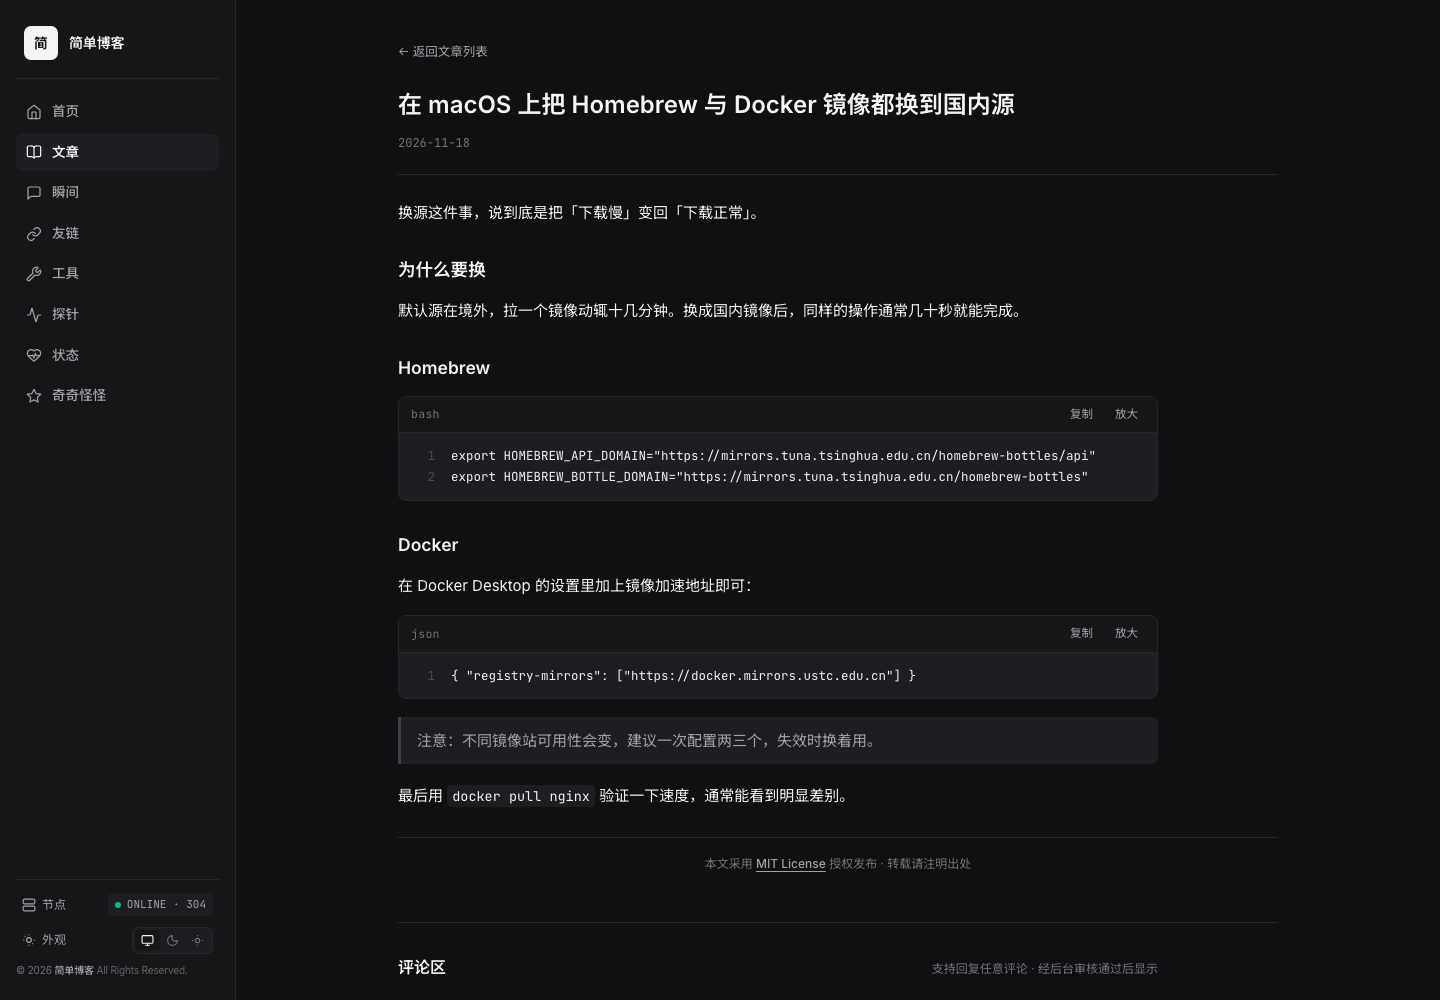 简
简单博客
首页
文章
瞬间
友链
工具
探针
状态
奇奇怪怪
节点
ONLINE · 304
外观
© 2026 简单博客 All Rights Reserved.
← 返回文章列表
在 macOS 上把 Homebrew 与 Docker 镜像都换到国内源
2026-11-18
换源这件事，说到底是把「下载慢」变回「下载正常」。
为什么要换
默认源在境外，拉一个镜像动辄十几分钟。换成国内镜像后，同样的操作通常几十秒就能完成。
Homebrew
bash 复制 放大
1 export HOMEBREW_API_DOMAIN="https://mirrors.tuna.tsinghua.edu.cn/homebrew-bottles/api"
2 export HOMEBREW_BOTTLE_DOMAIN="https://mirrors.tuna.tsinghua.edu.cn/homebrew-bottles"
Docker
在 Docker Desktop 的设置里加上镜像加速地址即可：
json 复制 放大
1 { "registry-mirrors": ["https://docker.mirrors.ustc.edu.cn"] }
注意：不同镜像站可用性会变，建议一次配置两三个，失效时换着用。
最后用 docker pull nginx 验证一下速度，通常能看到明显差别。
本文采用 MIT License 授权发布 · 转载请注明出处
评论区 支持回复任意评论 · 经后台审核通过后显示